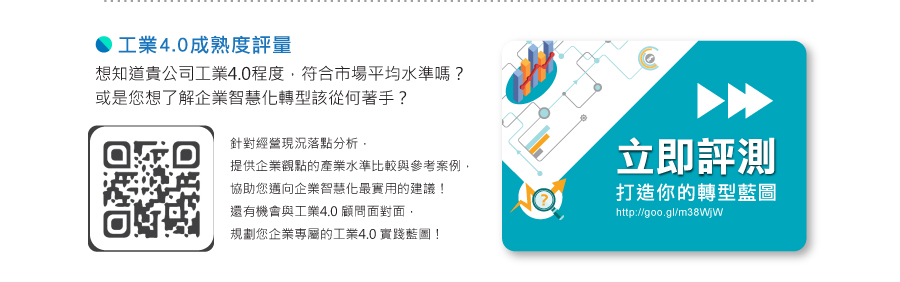 工業4.0成熟度評量
想知道貴公司工業4.0程度，符合市場平均水準嗎？
或是您想了解企業智慧化轉型該從何著手？
針對經營現況落點分析，
提供企業觀點的產業水準比較與參考案例，
協助您邁向企業智慧化最實用的建議！
還有機會與工業4.0 顧問面對面，
規劃您企業專屬的工業4.0 實踐藍圖！
立即評測
打造你的轉型藍圖
http://goo.gl/m38WjW
?